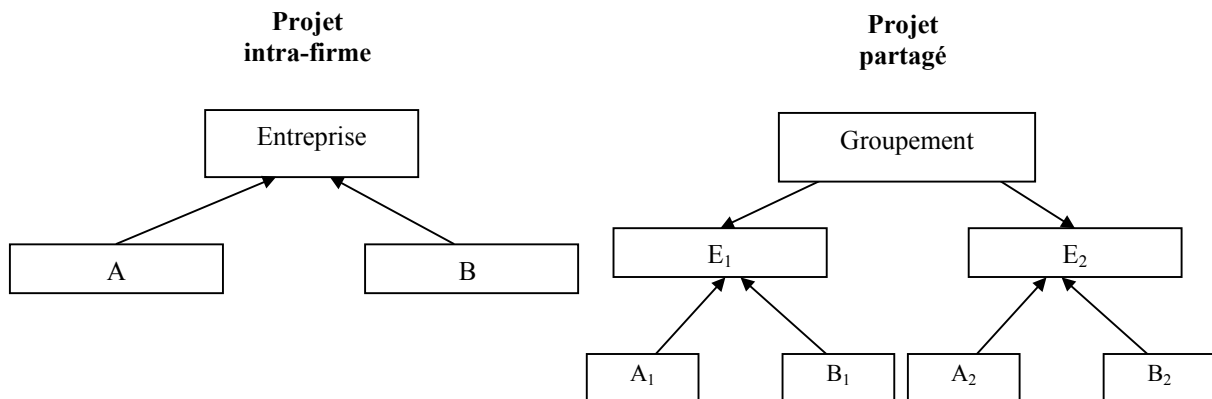 Projet
intra-firme
Entreprise
A
B
Projet
partagé
Groupement
E₁
E₂
A₁
B₁
A₂
B₂